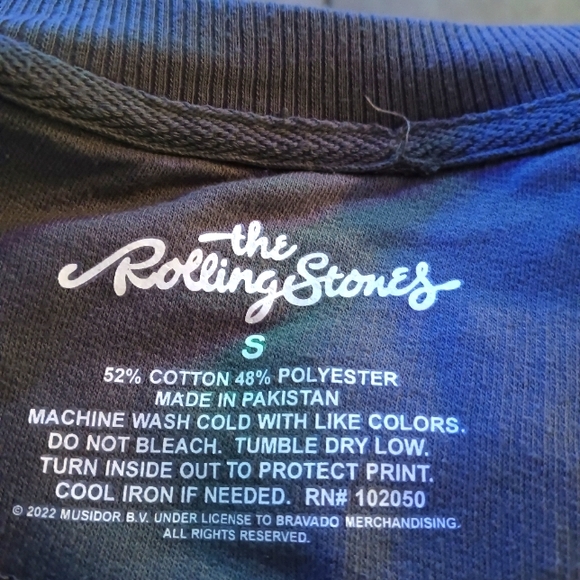 the
Rolling Stones
S
52% COTTON 48% POLYESTER
MADE IN PAKISTAN
MACHINE WASH COLD WITH LIKE COLORS.
DO NOT BLEACH. TUMBLE DRY LOW.
TURN INSIDE OUT TO PROTECT PRINT.
COOL IRON IF NEEDED. RN# 102050
© 2022 MUSIDOR B.V. UNDER LICENSE TO BRAVADO MERCHANDISING.
ALL RIGHTS RESERVED.